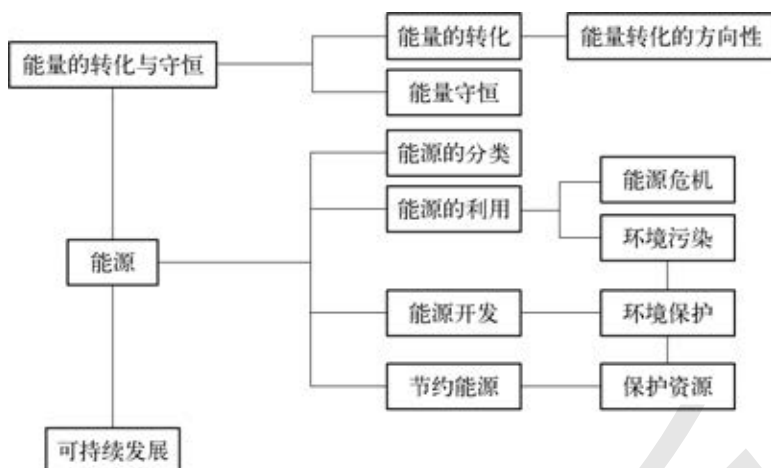 能量的转化
能量转化的方向性
能量的转化与守恒
能量守恒
能源的分类
能源的利用
能源危机
环境污染
能源
能源开发
环境保护
节约能源
保护资源
可持续发展